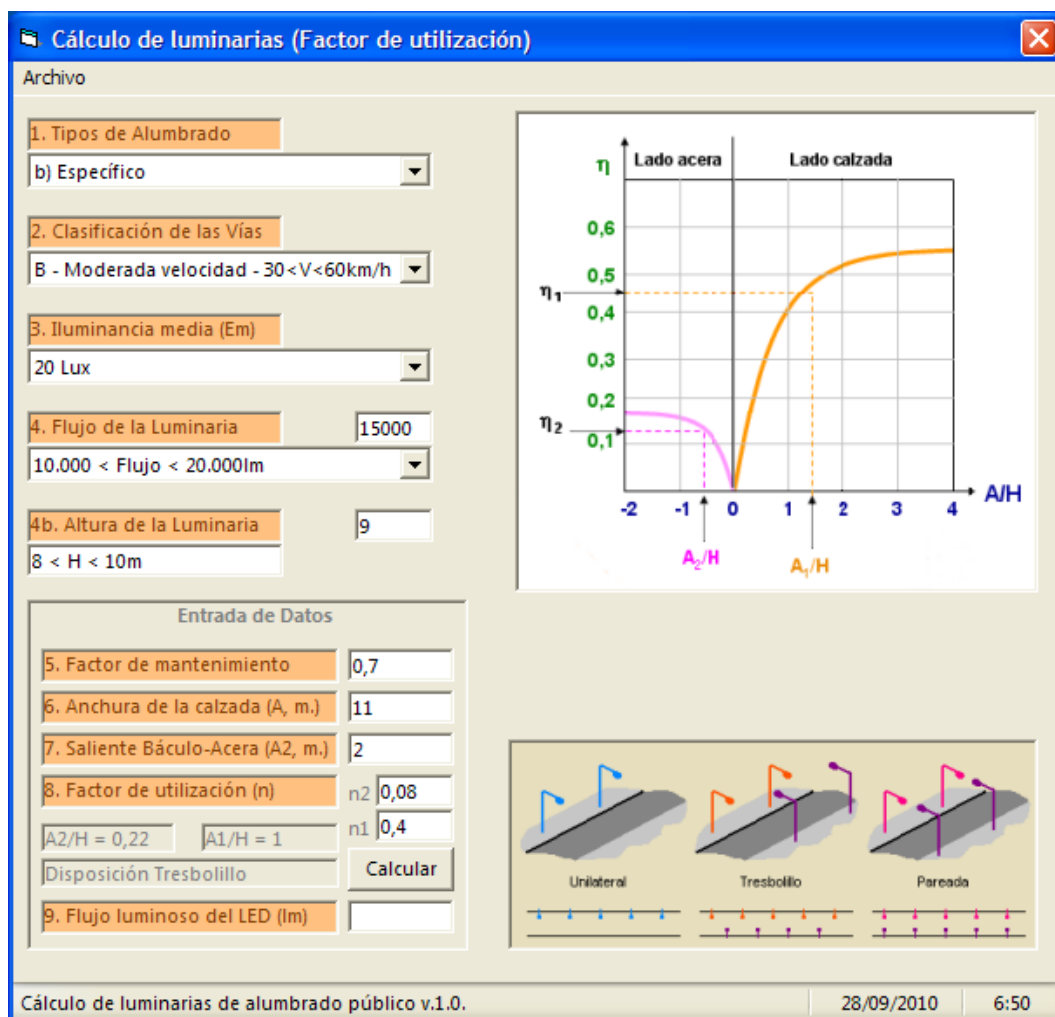 Cálculo de luminarias (Factor de utilización)
Archivo
1. Tipos de Alumbrado
b) Específico
2. Clasificación de las Vías
B - Moderada velocidad - 30<V<60km/h
3. Iluminancia media (Em)
20 Lux
4. Flujo de la Luminaria
15000
10.000 < Flujo < 20.000lm
4b. Altura de la Luminaria
9
8 < H < 10m
Entrada de Datos
5. Factor de mantenimiento
0,7
6. Anchura de la calzada (A, m.)
11
7. Saliente Báculo-Acera (A2, m.)
2
8. Factor de utilización (n)
n2 0,08
n1 0,4
A2/H = 0,22
A1/H = 1
Disposición Tresbolillo
Calcular
9. Flujo luminoso del LED (lm)
η
Lado acera
Lado calzada
0,6
0,5
η1
0,4
0,3
0,2
η2
0,1
-2 -1 0 1 2 3 4
A/H
A2/H
A1/H
Unilateral
Tresbolillo
Pareada
Cálculo de luminarias de alumbrado público v.1.0.
28/09/2010
6:50